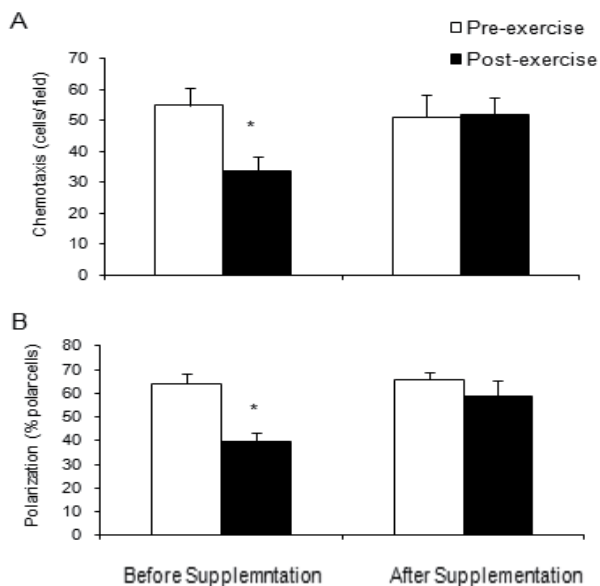 A
Pre-exercise
Post-exercise
Chemotaxis (cells/field)
70
60
50
40
30
20
10
0
*
B
Polarization (% polarcells)
80
70
60
50
40
30
20
10
0
*
Before Supplemntation
After Supplementation